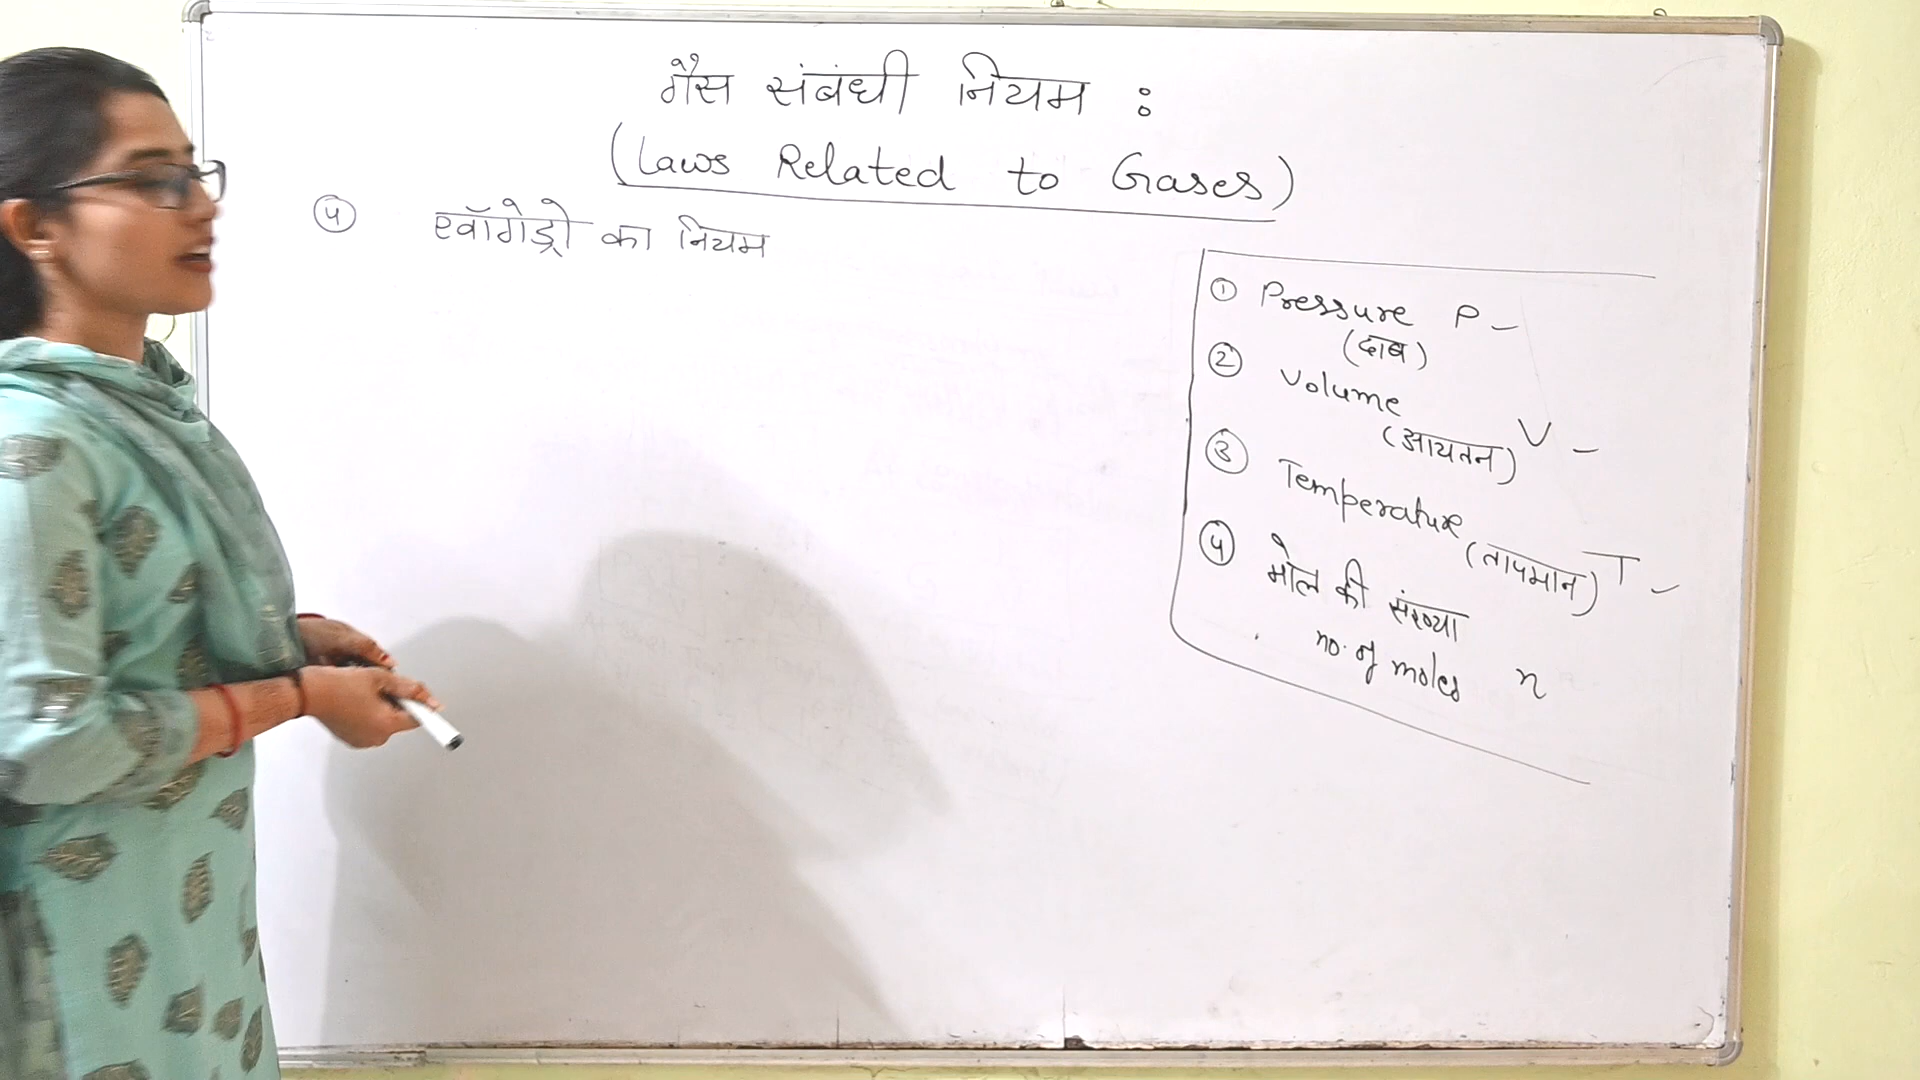 गैस संबंधी नियम :
(Laws Related to Gases)
④ एवॉगेड्रो का नियम
① Pressure P -
(दाब)
② Volume
(आयतन) V -
③ Temperature
(तापमान) T -
④ मोल की संख्या
no. of moles n